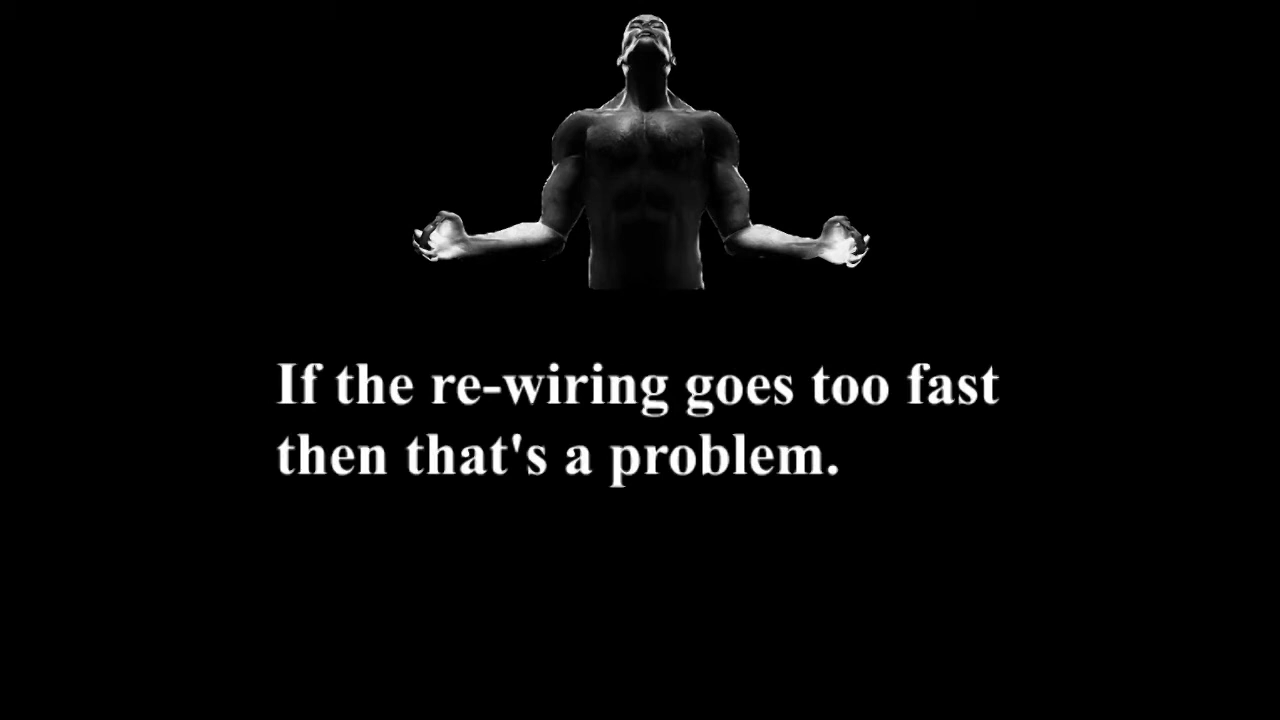 If the re-wiring goes too fast
then that's a problem.